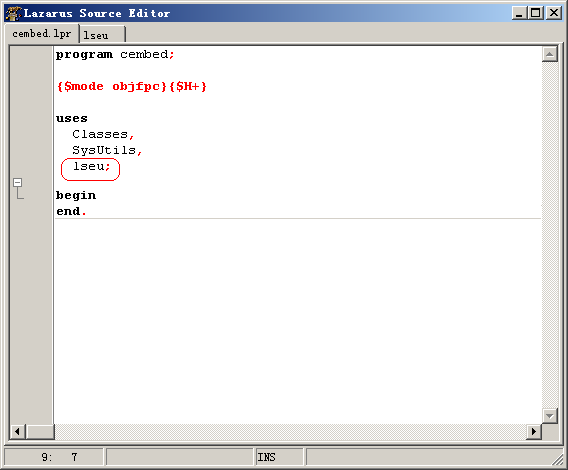 Lazarus Source Editor
cembed.lpr lseu
program cembed;
{$mode objfpc}{$H+}
uses
Classes,
SysUtils,
lseu;
begin
end.
9: 7 INS